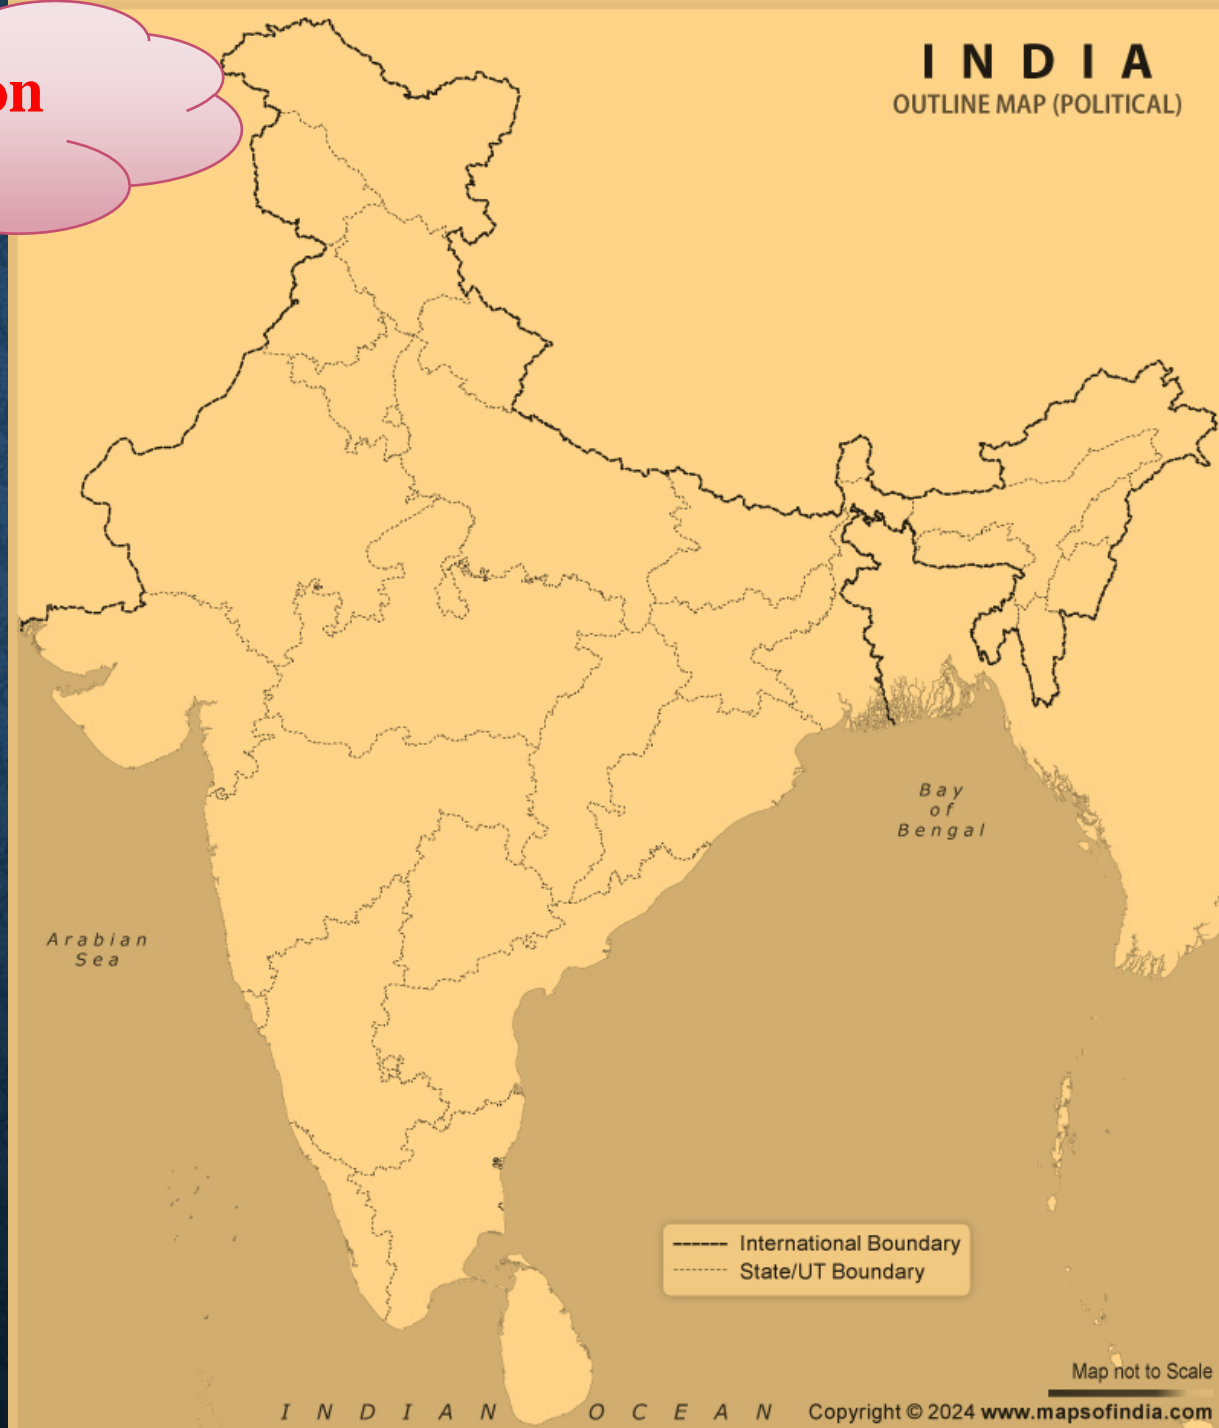 on
I N D I A
OUTLINE MAP (POLITICAL)
Bay
of
Bengal
Arabian
Sea
International Boundary
State/UT Boundary
Map not to Scale
I N D I A N O C E A N
Copyright © 2024 www.mapsofindia.com